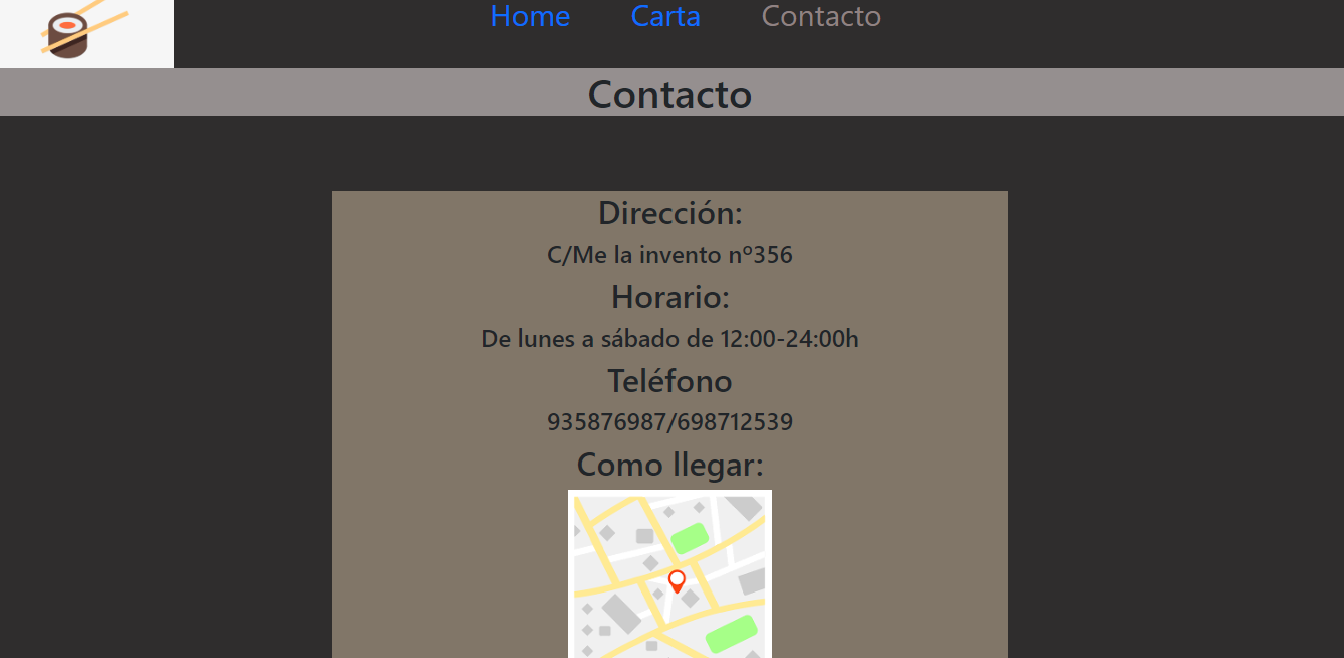 Home Carta Contacto
Contacto
Dirección:
C/Me la invento nº356
Horario:
De lunes a sábado de 12:00-24:00h
Teléfono
935876987/698712539
Como llegar: